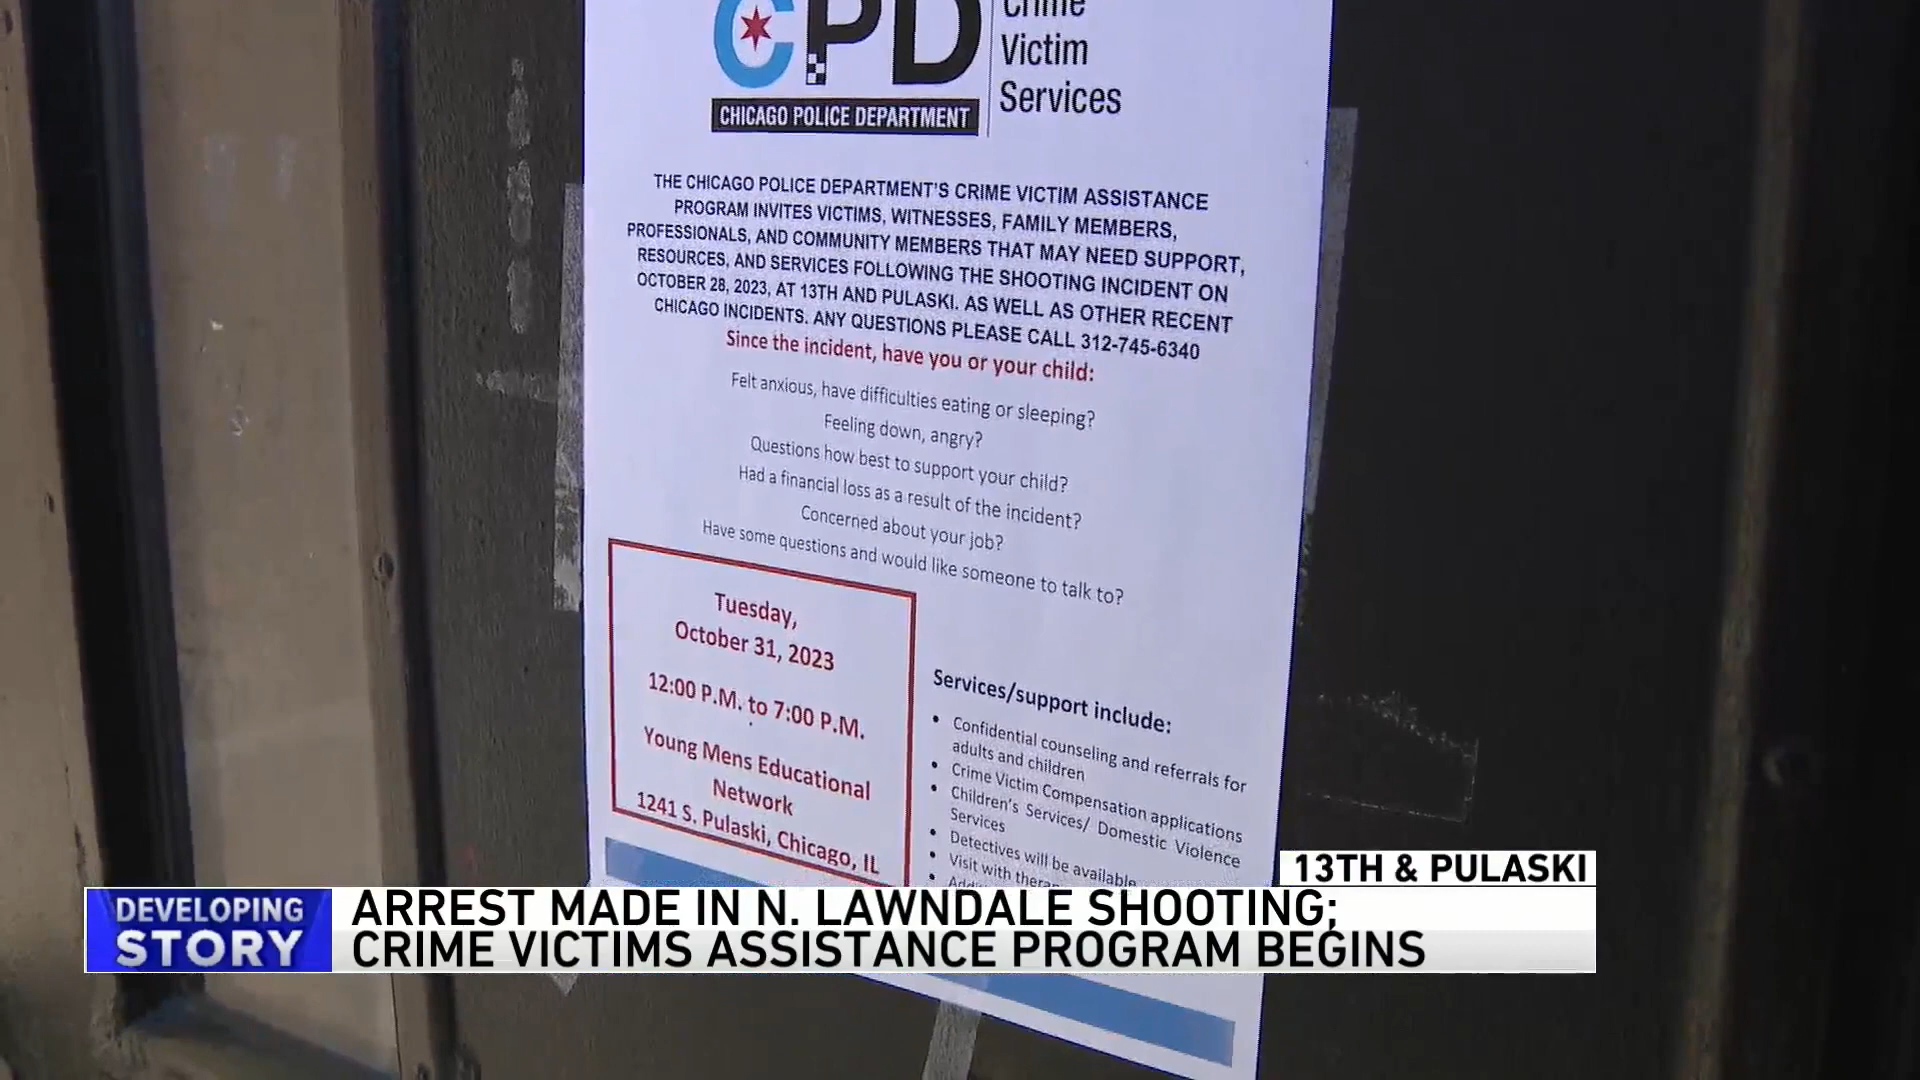 CPD
CHICAGO POLICE DEPARTMENT
Crime
Victim
Services
THE CHICAGO POLICE DEPARTMENT'S CRIME VICTIM ASSISTANCE
PROGRAM INVITES VICTIMS, WITNESSES, FAMILY MEMBERS,
PROFESSIONALS, AND COMMUNITY MEMBERS THAT MAY NEED SUPPORT,
RESOURCES, AND SERVICES FOLLOWING THE SHOOTING INCIDENT ON
OCTOBER 28, 2023, AT 13TH AND PULASKI. AS WELL AS OTHER RECENT
CHICAGO INCIDENTS. ANY QUESTIONS PLEASE CALL 312-745-6340
Since the incident, have you or your child:
Felt anxious, have difficulties eating or sleeping?
Feeling down, angry?
Questions how best to support your child?
Had a financial loss as a result of the incident?
Concerned about your job?
Have some questions and would like someone to talk to?
Tuesday,
October 31, 2023
12:00 P.M. to 7:00 P.M.
Young Mens Educational
Network
1241 S. Pulaski, Chicago, IL
Services/support include:
• Confidential counseling and referrals for
adults and children
• Crime Victim Compensation applications
• Children's Services/ Domestic Violence
Services
• Detectives will be available
• Visit with
13TH & PULASKI
DEVELOPING
STORY
ARREST MADE IN N. LAWNDALE SHOOTING;
CRIME VICTIMS ASSISTANCE PROGRAM BEGINS